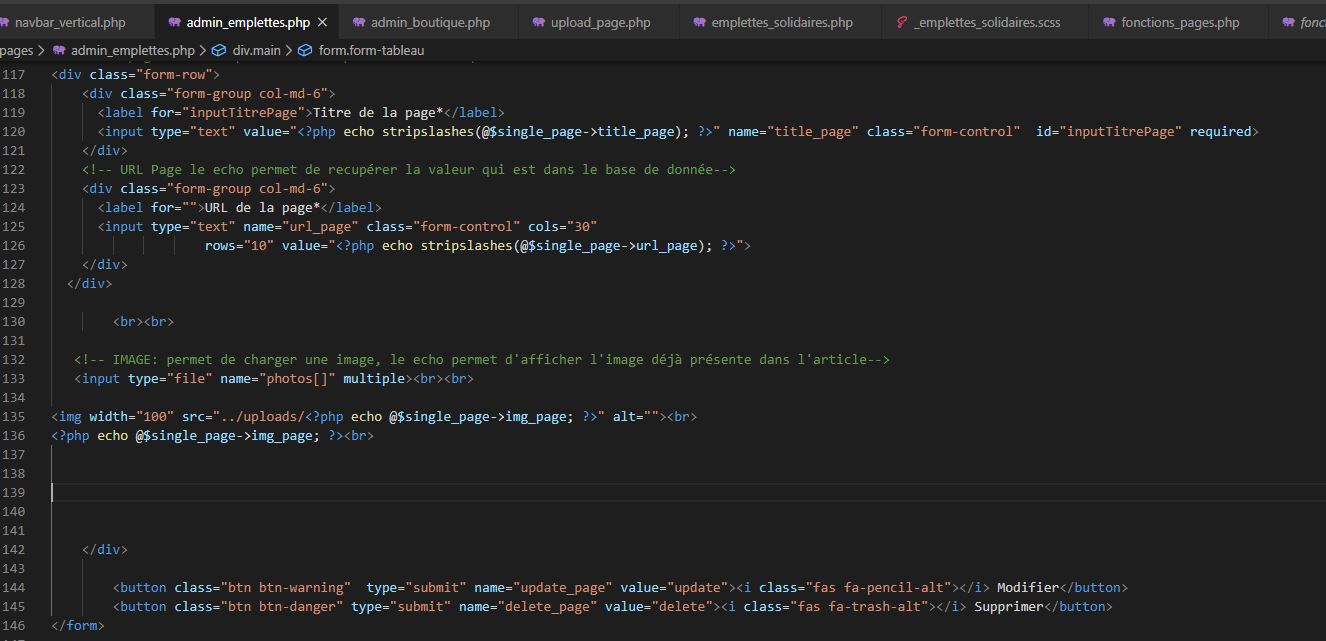 navbar_vertical.php admin_emplettes.php × admin_boutique.php upload_page.php emplettes_solidaires.php _emplettes_solidaires.scss fonctions_pages.php
pages > admin_emplettes.php > div.main > form.form-tableau
117 <div class="form-row">
118 <div class="form-group col-md-6">
119 <label for="inputTitrePage">Titre de la page*</label>
120 <input type="text" value="<?php echo stripslashes(@$single_page->title_page); ?>" name="title_page" class="form-control"  id="inputTitrePage" required>
121 </div>
122 <!-- URL Page le echo permet de recupérer la valeur qui est dans le base de donnée-->
123 <div class="form-group col-md-6">
124 <label for="">URL de la page*</label>
125 <input type="text" name="url_page" class="form-control" cols="30"
126 rows="10" value="<?php echo stripslashes(@$single_page->url_page); ?>">
127 </div>
128 </div>
129
130 <br><br>
131
132 <!-- IMAGE: permet de charger une image, le echo permet d'afficher l'image déjà présente dans l'article-->
133 <input type="file" name="photos[]" multiple><br><br>
134
135 <img width="100" src="../uploads/<?php echo @$single_page->img_page; ?>" alt=""><br>
136 <?php echo @$single_page->img_page; ?><br>
137
138
139
140
141
142 </div>
143
144 <button class="btn btn-warning"  type="submit" name="update_page" value="update"><i class="fas fa-pencil-alt"></i> Modifier</button>
145 <button class="btn btn-danger" type="submit" name="delete_page" value="delete"><i class="fas fa-trash-alt"></i> Supprimer</button>
146 </form>